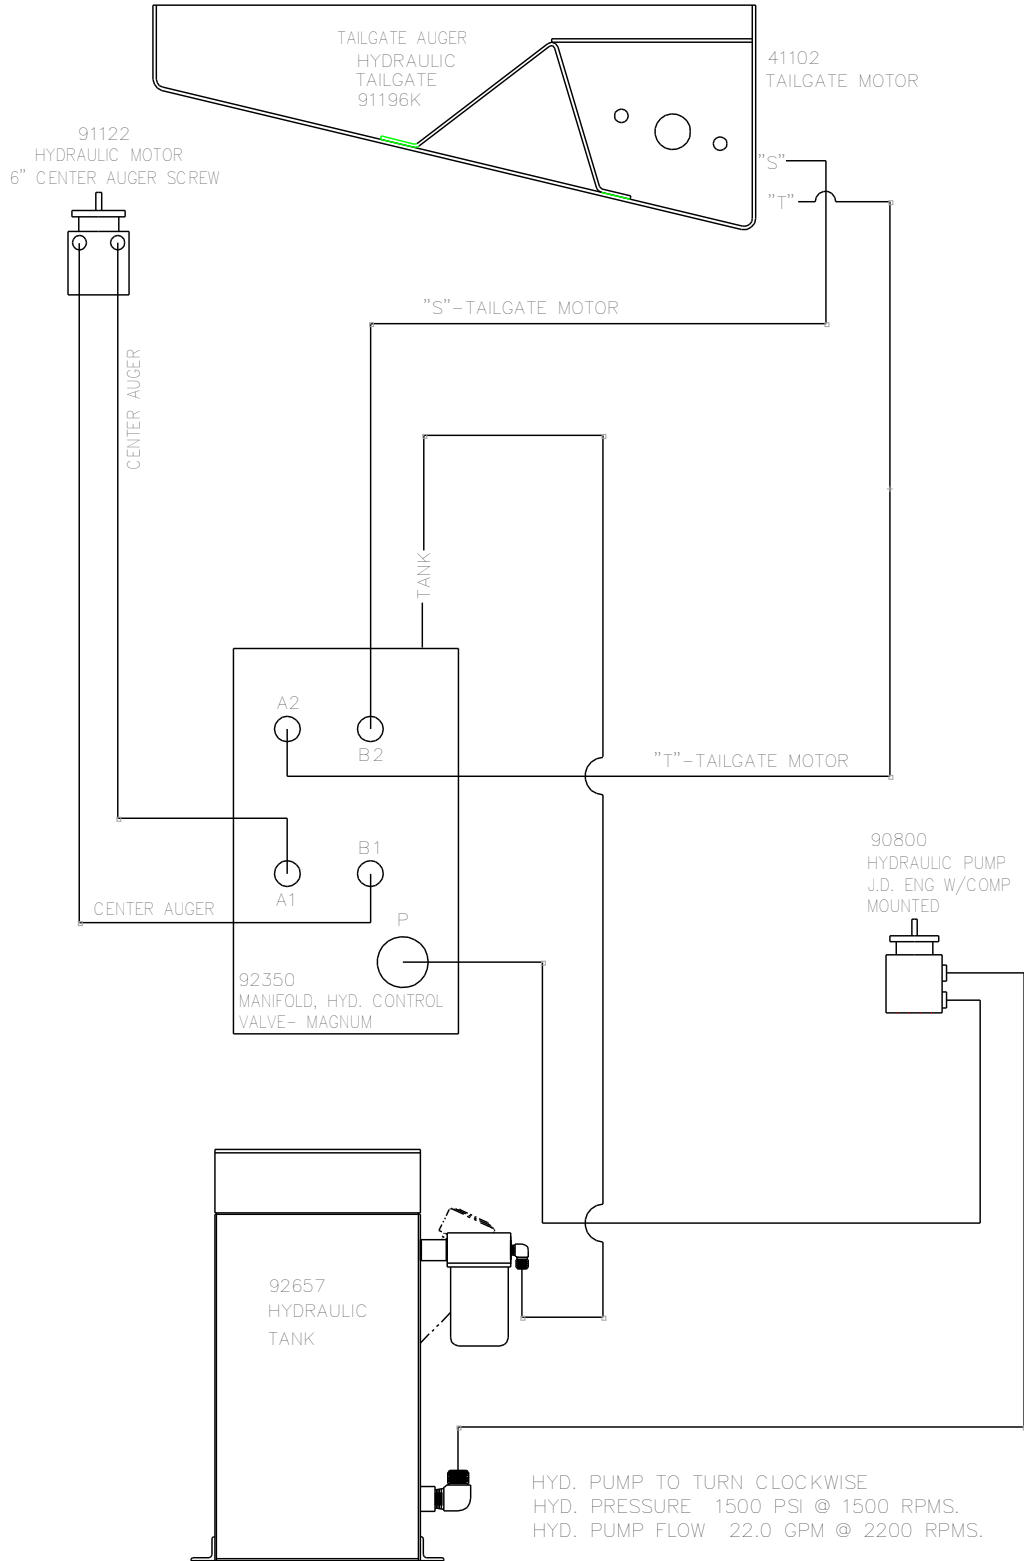 TAILGATE AUGER
HYDRAULIC
TAILGATE
91196K
41102
TAILGATE MOTOR
91122
HYDRAULIC MOTOR
6" CENTER AUGER SCREW
"S"
"T"
"S"-TAILGATE MOTOR
CENTER AUGER
TANK
A2
B2
"T"-TAILGATE MOTOR
B1
A1
CENTER AUGER
P
90800
HYDRAULIC PUMP
J.D. ENG W/COMP
MOUNTED
92350
MANIFOLD, HYD. CONTROL
VALVE- MAGNUM
92657
HYDRAULIC
TANK
HYD. PUMP TO TURN CLOCKWISE
HYD. PRESSURE 1500 PSI @ 1500 RPMS.
HYD. PUMP FLOW 22.0 GPM @ 2200 RPMS.